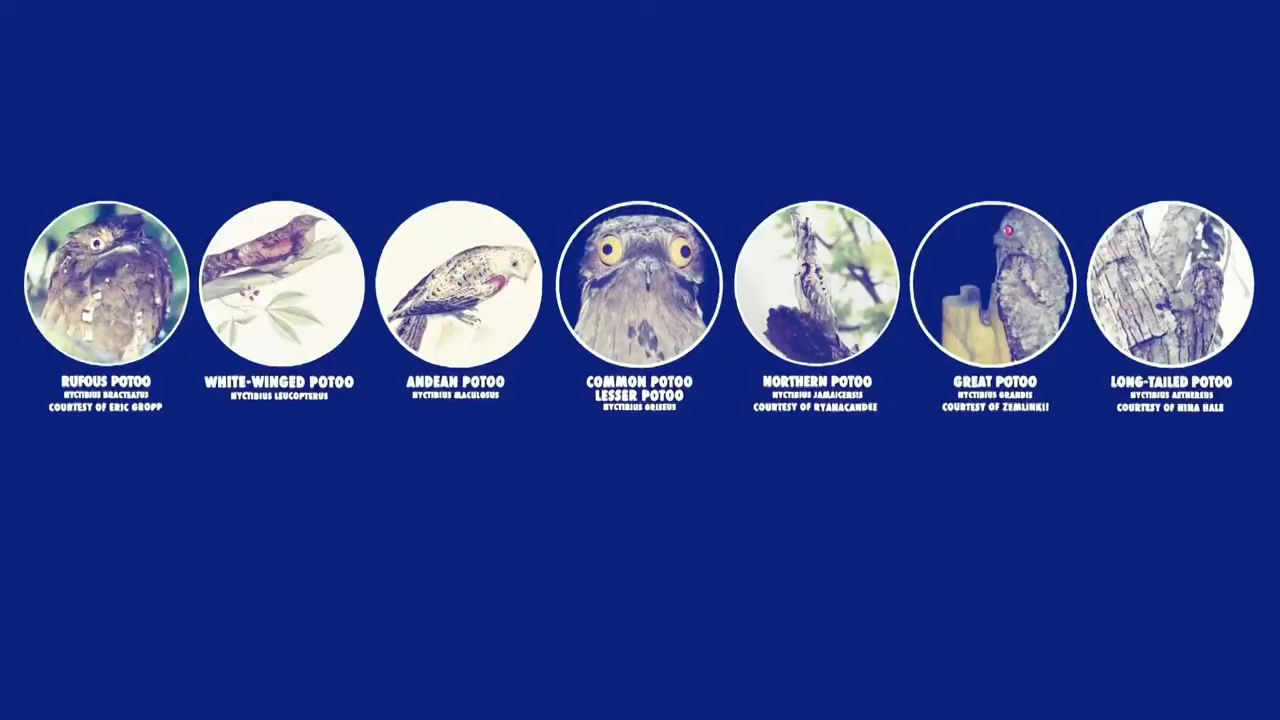 RUFOUS POTOO
NYCTIBIUS BRACTEATUS
COURTESY OF ERIC GROPP
WHITE-WINGED POTOO
NYCTIBIUS LEUCOPTERUS
ANDEAN POTOO
NYCTIBIUS MACULOSUS
COMMON POTOO
LESSER POTOO
NYCTIBIUS GRISEUS
NORTHERN POTOO
NYCTIBIUS JAMAICENSIS
COURTESY OF RYANACANDEE
GREAT POTOO
NYCTIBIUS GRANDIS
COURTESY OF ZEMLINKI!
LONG-TAILED POTOO
NYCTIBIUS AETHEREUS
COURTESY OF NINA HALE